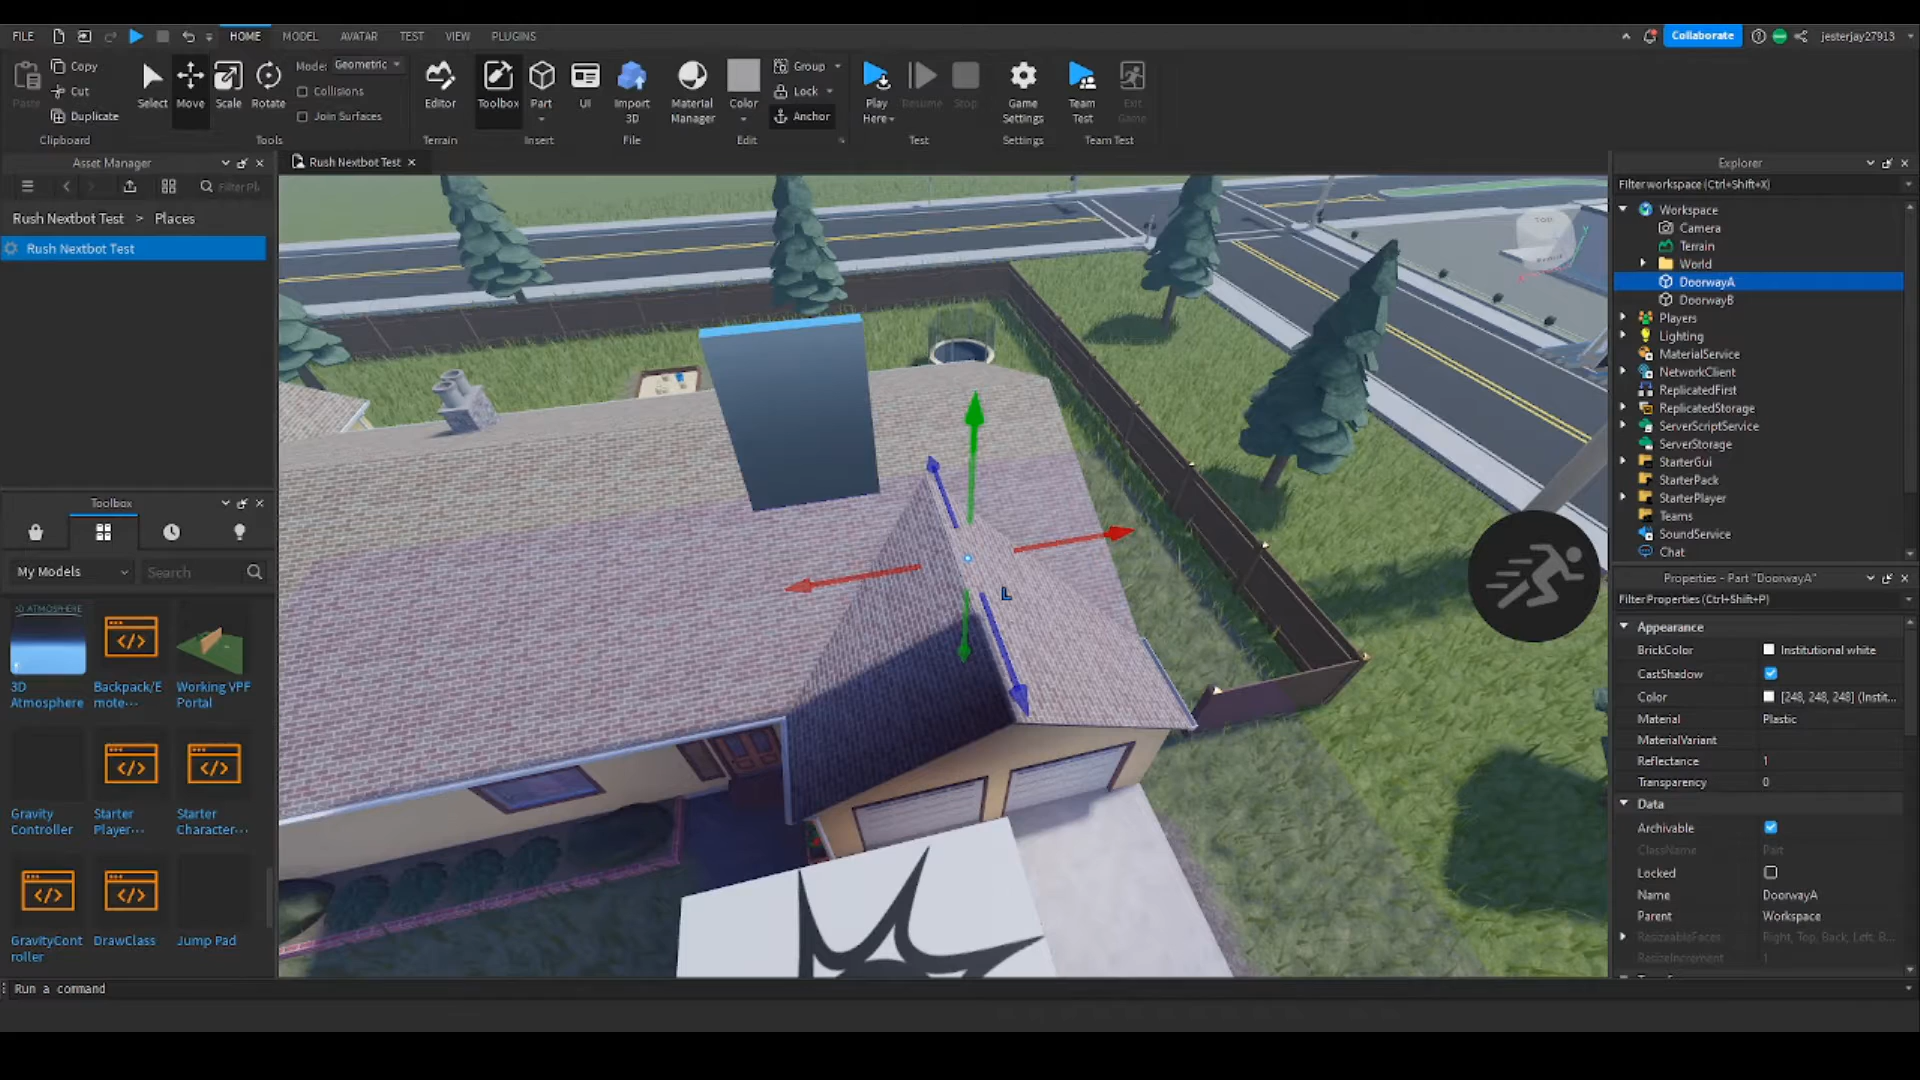 FILE HOME MODEL AVATAR TEST VIEW PLUGINS Collaborate jesterjay27913
Copy Mode: Geometric Group
Cut Collisions Lock
Duplicate Join Surfaces Anchor
Paste Select Move Scale Rotate Editor Toolbox Part UI Import 3D Material Manager Color Play Here Resume Stop Game Settings Team Test Exit Game
Clipboard Tools Terrain Insert File Edit Test Settings Team Test
Asset Manager
Filter Pl
Rush Nextbot Test > Places
Rush Nextbot Test
Rush Nextbot Test
Toolbox
My Models Search
3D ATMOSPHERE
3D Atmosphere
Backpack/E mote-···
Working VPF Portal
Gravity Controller
Starter Player···
Starter Character···
GravityCont roller
DrawClass
Jump Pad
L
Explorer
Filter workspace (Ctrl+Shift+X)
Workspace
Camera
Terrain
World
DoorwayA
DoorwayB
Players
Lighting
MaterialService
NetworkClient
ReplicatedFirst
ReplicatedStorage
ServerScriptService
ServerStorage
StarterGui
StarterPack
StarterPlayer
Teams
SoundService
Chat
Properties - Part "DoorwayA"
Filter Properties (Ctrl+Shift+P)
Appearance
BrickColor Institutional white
CastShadow
Color [248, 248, 248] (Instit...
Material Plastic
MaterialVariant
Reflectance 1
Transparency 0
Data
Archivable
ClassName Part
Locked
Name DoorwayA
Parent Workspace
ResizeableFaces Right, Top, Back, Left, B...
ResizeIncrement 1
Run a command